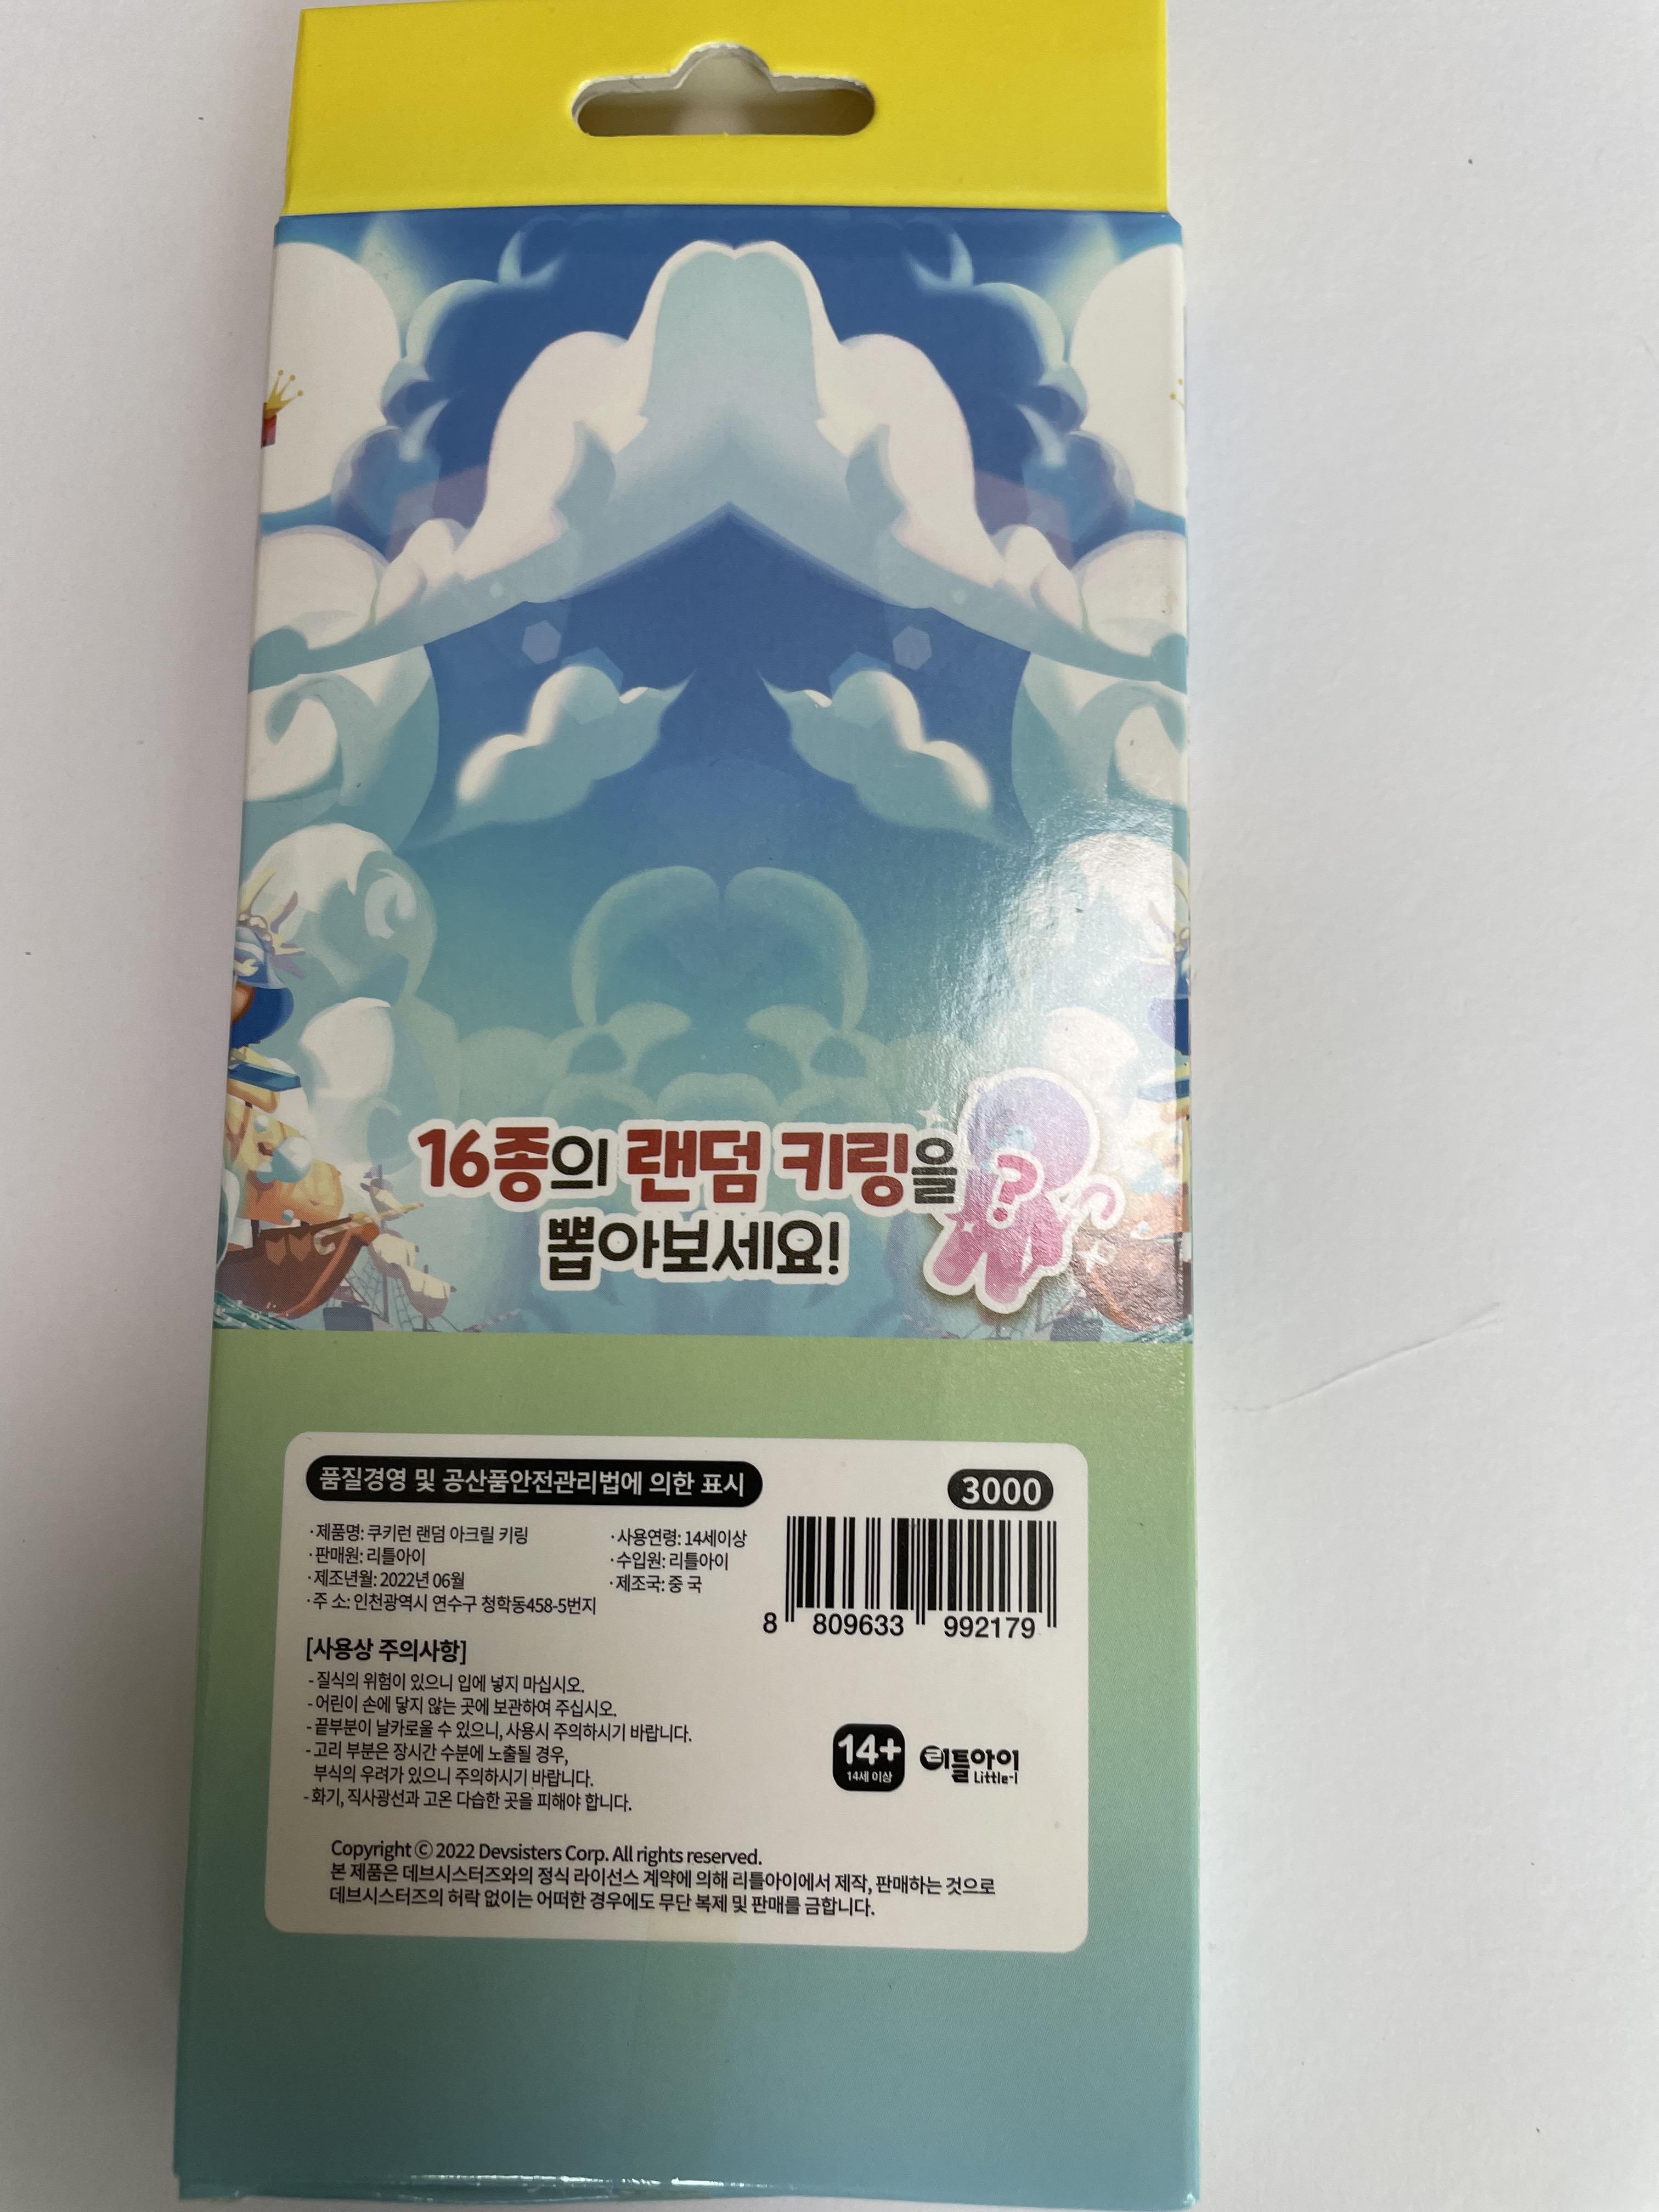 16종의 랜덤 키링을
뽑아보세요!
?
품질경영 및 공산품안전관리법에 의한 표시
3000
·제품명: 쿠키런 랜덤 아크릴 키링
·판매원: 리틀아이
·제조년월: 2022년 06월
·주 소: 인천광역시 연수구 청학동458-5번지
·사용연령: 14세이상
·수입원: 리틀아이
·제조국: 중 국
8 809633 992179
[사용상 주의사항]
- 질식의 위험이 있으니 입에 넣지 마십시오.
- 어린이 손에 닿지 않는 곳에 보관하여 주십시오.
- 끝부분이 날카로울 수 있으니, 사용시 주의하시기 바랍니다.
- 고리 부분은 장시간 수분에 노출될 경우,
부식의 우려가 있으니 주의하시기 바랍니다.
- 화기, 직사광선과 고온 다습한 곳을 피해야 합니다.
14+
14세 이상
리틀아이
Little-I
Copyright ⓒ 2022 Devsisters Corp. All rights reserved.
본 제품은 데브시스터즈와의 정식 라이선스 계약에 의해 리틀아이에서 제작, 판매하는 것으로
데브시스터즈의 허락 없이는 어떠한 경우에도 무단 복제 및 판매를 금합니다.